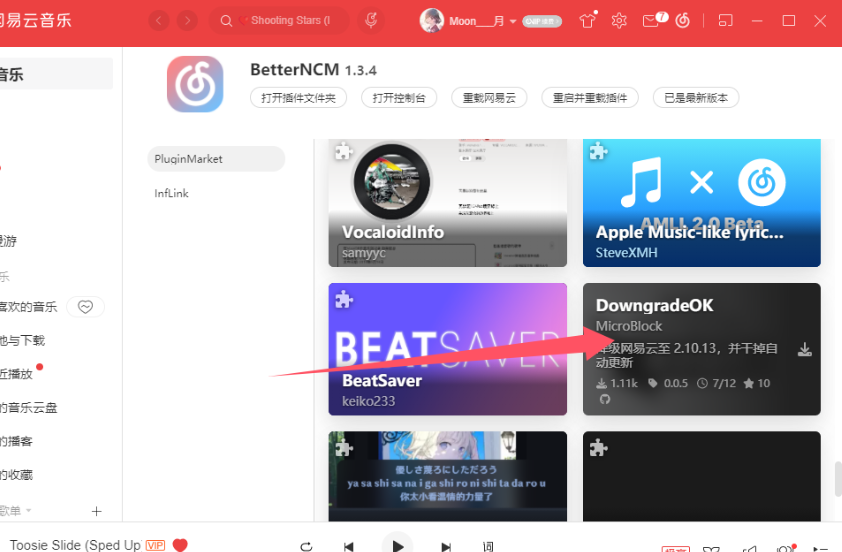 网易云音乐
Shooting Stars (I
Moon___月
7
音乐
BetterNCM 1.3.4
打开插件文件夹
打开控制台
重载网易云
重启并重载插件
已是最新版本
PluginMarket
InfLink
漫游
乐
喜欢的音乐
地与下载
近播放
的音乐云盘
的播客
的收藏
歌单
VocaloidInfo
samyyc
AMLL 2.0 Beta
Apple Music-like lyric...
SteveXMH
BEATSAVER
BeatSaver
keiko233
DowngradeOK
MicroBlock
降级网易云至 2.10.13，并干掉自
动更新
1.11k 0.0.5 7/12 10
優しさ蔑ろにしただろう
ya sa shi sa na i ga shi ro ni shi ta da ro u
你太小看温情的力量了
Toosie Slide (Sped Up VIP
词